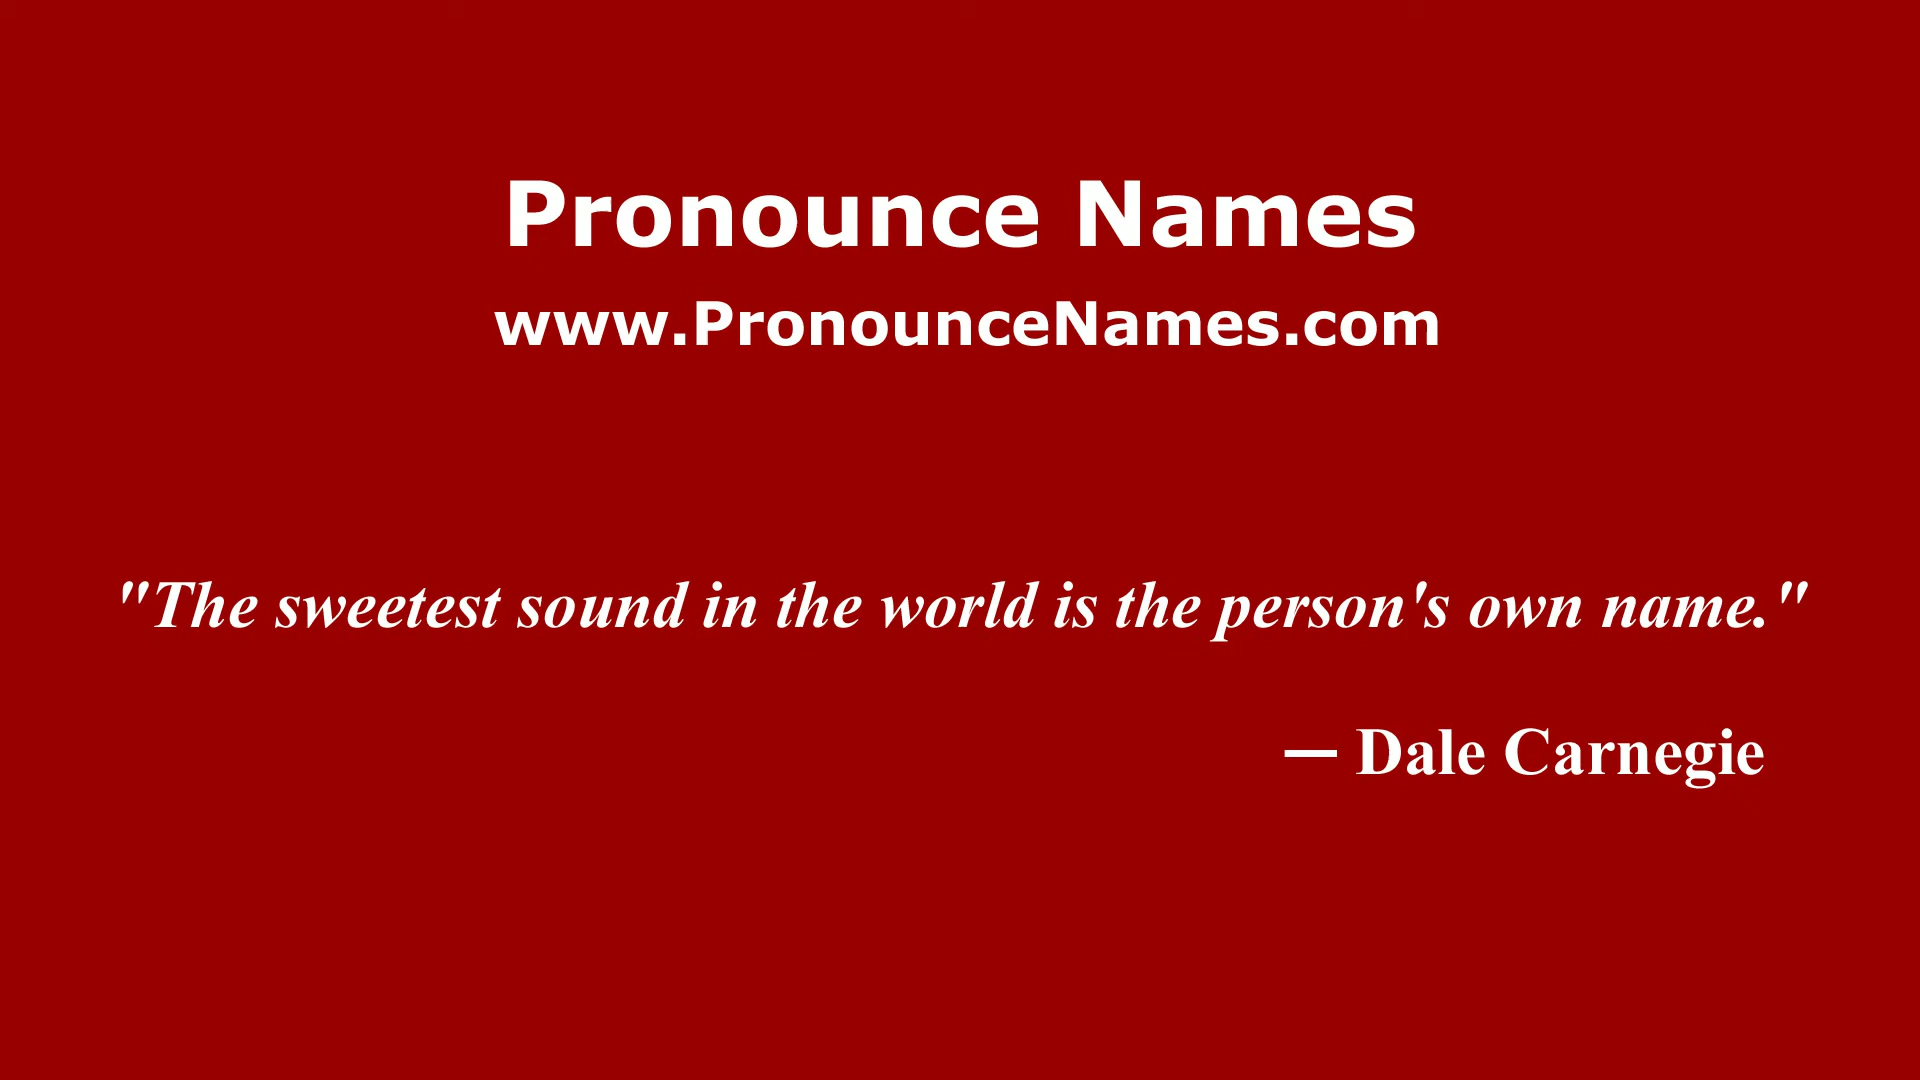 Pronounce Names
www.PronounceNames.com
"The sweetest sound in the world is the person's own name."
— Dale Carnegie